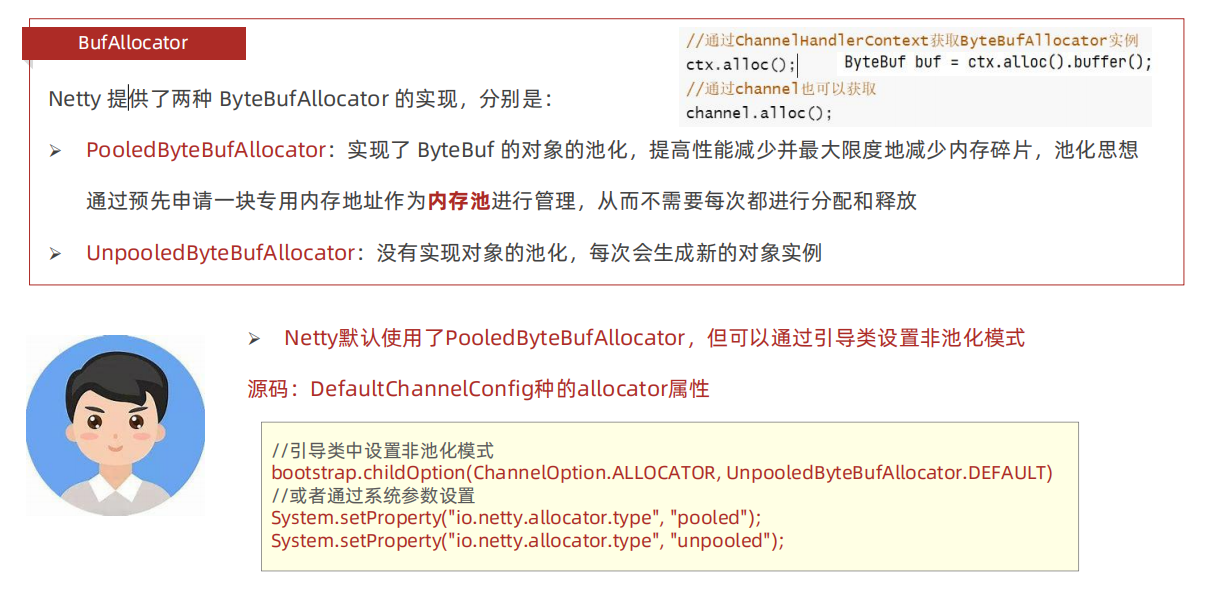 BufAllocator
//通过ChannelHandlerContext获取ByteBufAllocator实例
ctx.alloc(); ByteBuf buf = ctx.alloc().buffer();
//通过channel也可以获取
channel.alloc();
Netty 提供了两种 ByteBufAllocator 的实现，分别是：
➢ PooledByteBufAllocator：实现了 ByteBuf 的对象的池化，提高性能减少并最大限度地减少内存碎片，池化思想
通过预先申请一块专用内存地址作为内存池进行管理，从而不需要每次都进行分配和释放
➢ UnpooledByteBufAllocator：没有实现对象的池化，每次会生成新的对象实例
➢ Netty默认使用了PooledByteBufAllocator，但可以通过引导类设置非池化模式
源码：DefaultChannelConfig种的allocator属性
//引导类中设置非池化模式
bootstrap.childOption(ChannelOption.ALLOCATOR, UnpooledByteBufAllocator.DEFAULT)
//或者通过系统参数设置
System.setProperty("io.netty.allocator.type", "pooled");
System.setProperty("io.netty.allocator.type", "unpooled");